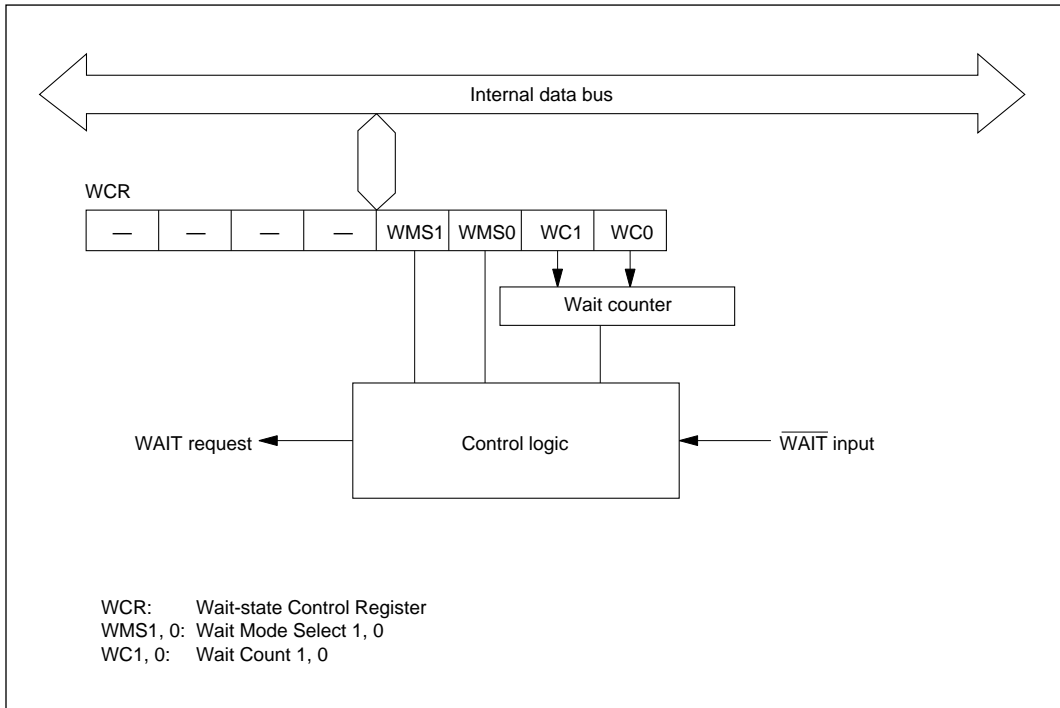 Internal data bus
WCR
— — — — WMS1 WMS0 WC1 WC0
Wait counter
WAIT request Control logic W̅A̅I̅T̅ input
WCR: Wait-state Control Register
WMS1, 0: Wait Mode Select 1, 0
WC1, 0: Wait Count 1, 0